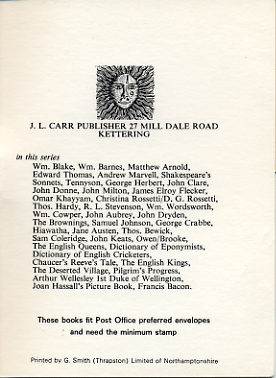 J. L. CARR PUBLISHER 27 MILL DALE ROAD
KETTERING
in this series
Wm. Blake, Wm. Barnes, Matthew Arnold,
Edward Thomas, Andrew Marvell, Shakespeare's
Sonnets, Tennyson, George Herbert, John Clare,
John Donne, John Milton, James Elroy Flecker,
Omar Khayyam, Christina Rossetti/D. G. Rossetti,
Thos. Hardy, R. L. Stevenson, Wm. Wordsworth,
Wm. Cowper, John Aubrey, John Dryden,
The Brownings, Samuel Johnson, George Crabbe,
Hiawatha, Jane Austen, Thos. Bewick,
Sam Coleridge, John Keats, Owen/Brooke,
The English Queens, Dictionary of Eponymists,
Dictionary of English Cricketers,
Chaucer's Reeve's Tale, The English Kings,
The Deserted Village, Pilgrim's Progress,
Arthur Wellesley 1st Duke of Wellington,
Joan Hassall's Picture Book, Francis Bacon.
These books fit Post Office preferred envelopes
and need the minimum stamp
Printed by G. Smith (Thrapston) Limited of Northamptonshire